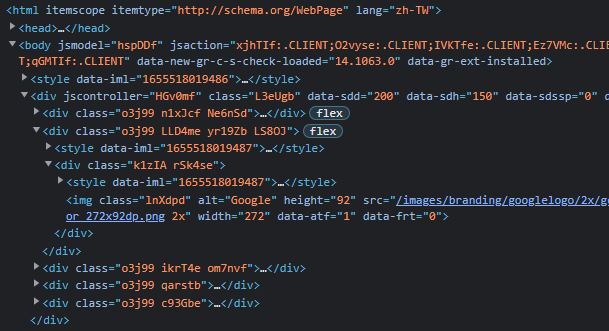 <html itemscope itemtype="http://schema.org/WebPage" lang="zh-TW">
<head>…</head>
<body jsmodel="hspDDf" jsaction="xjhTIf:.CLIENT;O2vyse:.CLIENT;IVKTfe:.CLIENT;Ez7VMc:.CLIE
T;qGMTIf:.CLIENT" data-new-gr-c-s-check-loaded="14.1063.0" data-gr-ext-installed>
<style data-iml="1655518019486">…</style>
<div jscontroller="HGv0mf" class="L3eUgb" data-sdd="200" data-sdh="150" data-sdssp="0" d
<div class="o3j99 n1xJcf Ne6nSd">…</div> flex
<div class="o3j99 LLD4me yr19Zb LS8OJ"> flex
<style data-iml="1655518019487">…</style>
<div class="k1zIA rSk4se">
<style data-iml="1655518019487">…</style>
<img class="lnXdpd" alt="Google" height="92" src="/images/branding/googlelogo/2x/go
or_272x92dp.png 2x" width="272" data-atf="1" data-frt="0">
</div>
</div>
<div class="o3j99 ikrT4e om7nvf">…</div>
<div class="o3j99 qarstb">…</div>
<div class="o3j99 c93Gbe">…</div>
</div>